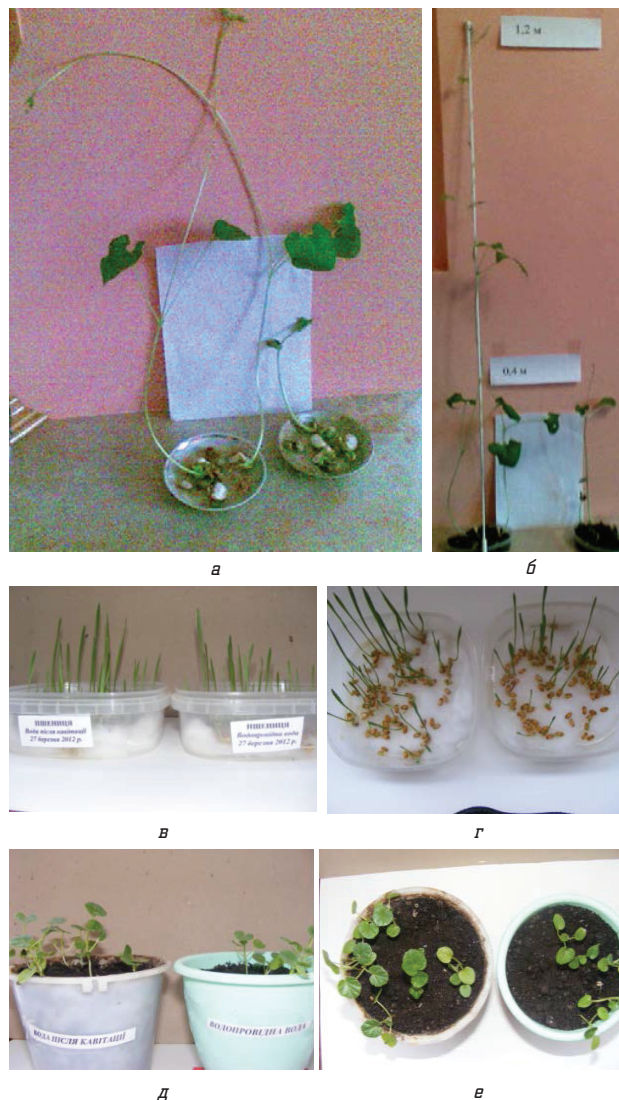 1,2 м
0,4 м
а
б
ПШЕНИЦЯ
Вода після кавітації
27 березня 2012 р.
ПШЕНИЦЯ
Водопровідна вода
27 березня 2012 р.
в
г
ВОДА ПІСЛЯ КАВІТАЦІЇ
ВОДОПРОВІДНА ВОДА
д
е